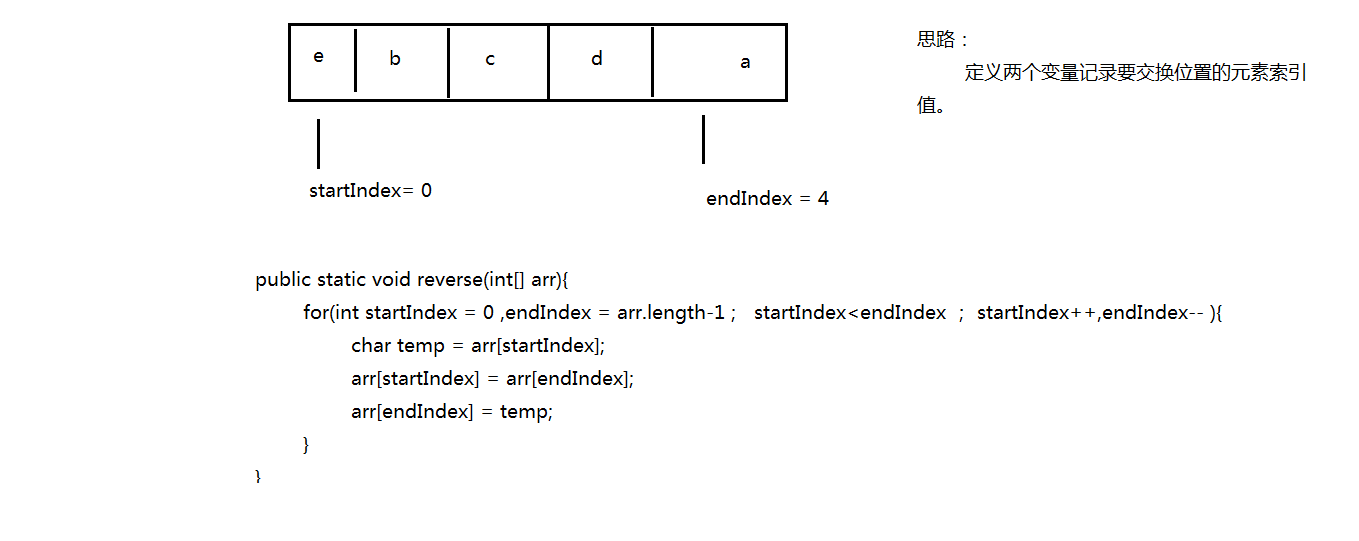 e b c d a
思路：
定义两个变量记录要交换位置的元素索引
值。
startIndex= 0
endIndex = 4
public static void reverse(int[] arr){
for(int startIndex = 0 ,endIndex = arr.length-1 ; startIndex<endIndex ; startIndex++,endIndex-- ){
char temp = arr[startIndex];
arr[startIndex] = arr[endIndex];
arr[endIndex] = temp;
}
}